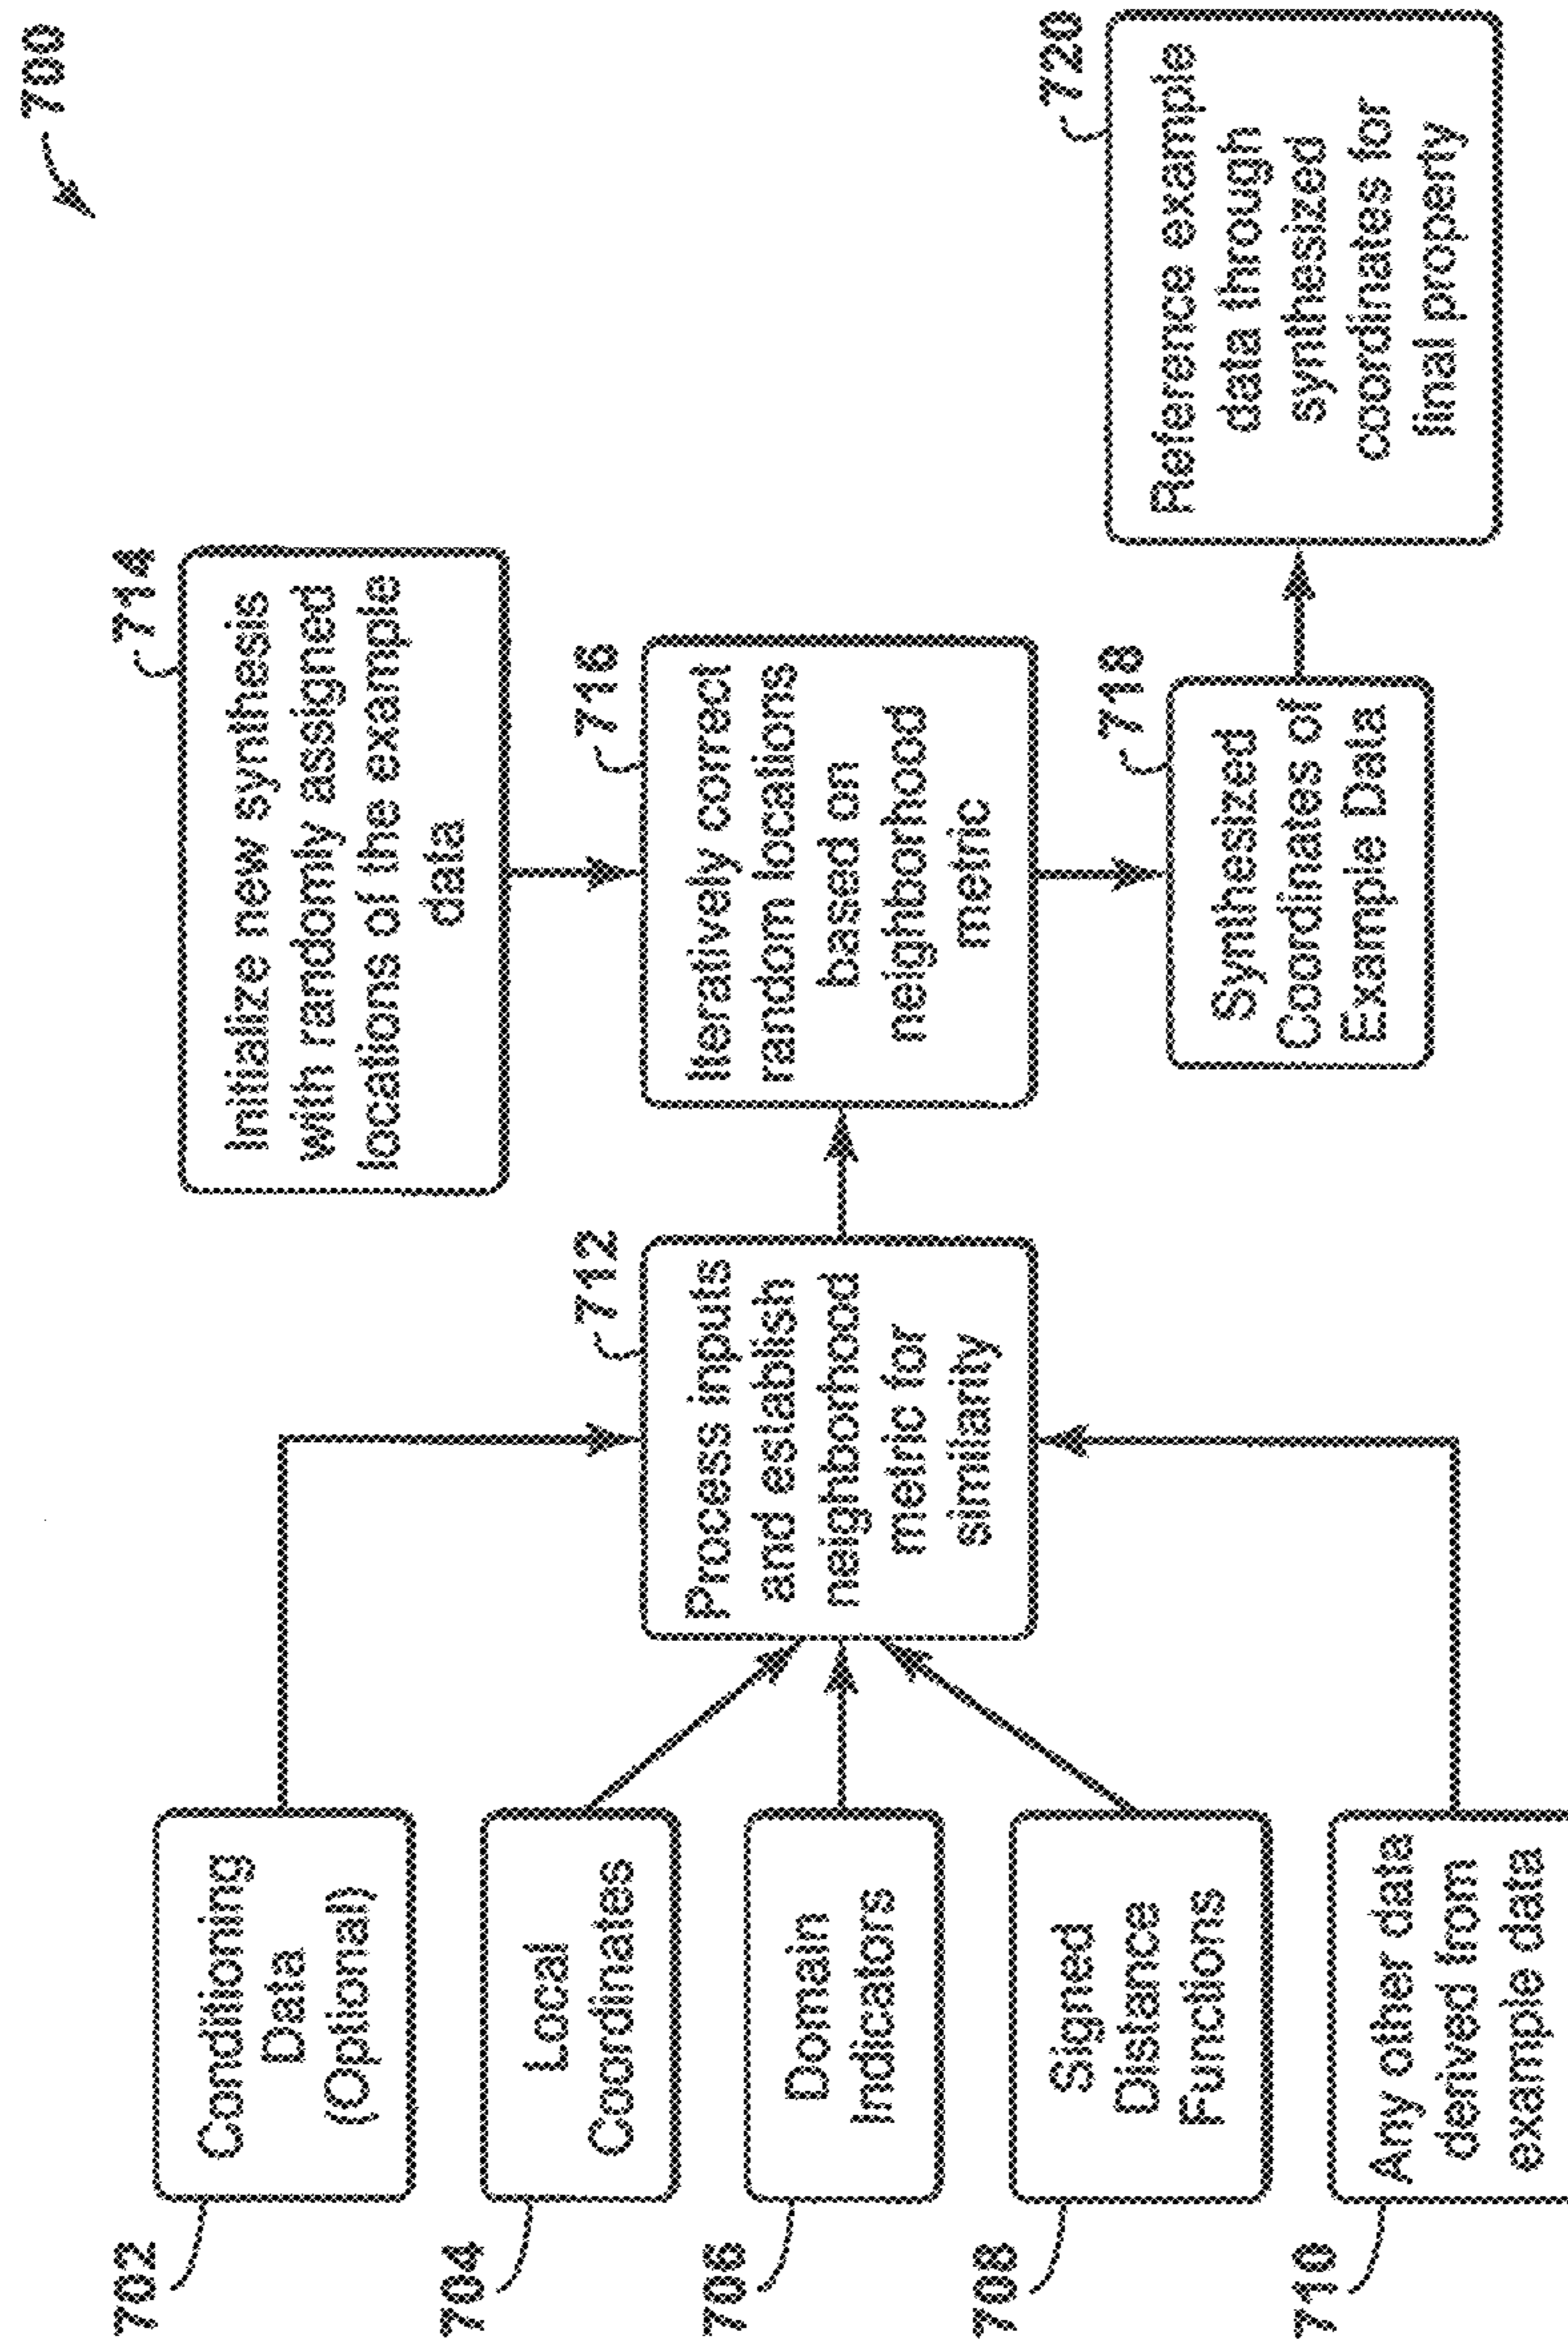 700
702
Conditioning
Data
(Optional)
704
Local
Coordinates
706
Domain
Indicators
708
Signed
Distance
Functions
710
Any other data
derived from
example data
712
Process inputs
and establish
neighborhood
metric for
similarity
714
Initialize new synthesis
with randomly assigned
locations of the example
data
716
Iteratively correct
random locations
based on
neighborhood
metric
718
Synthesized
Coordinates of
Example Data
720
Reference example
data through
synthesized
coordinates for
final property